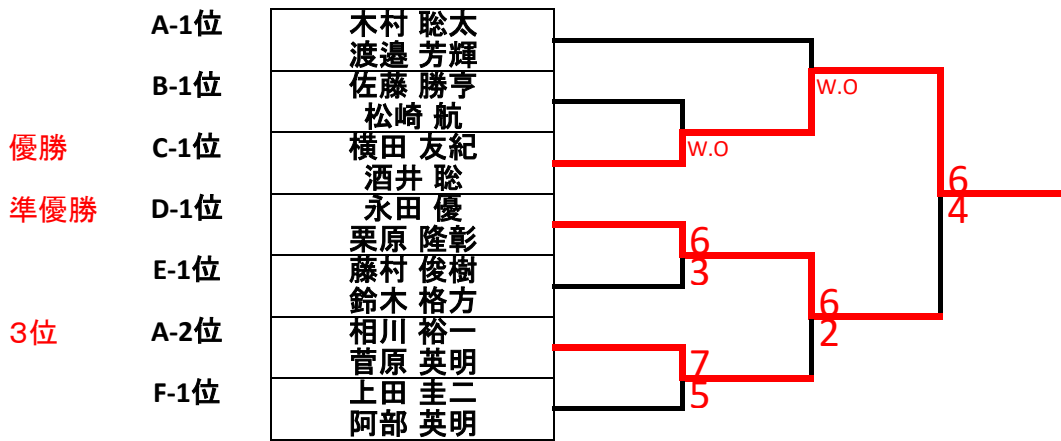 A-1位 木村 聡太
渡邉 芳輝
B-1位 佐藤 勝亨
W.O
松崎 航
優勝 C-1位 横田 友紀
W.O
酒井 聡
6
準優勝 D-1位 永田 優
4
栗原 隆彰
6
E-1位 藤村 俊樹
3
鈴木 格方
6
3位 A-2位 相川 裕一
2
菅原 英明
7
F-1位 上田 圭二
5
阿部 英明